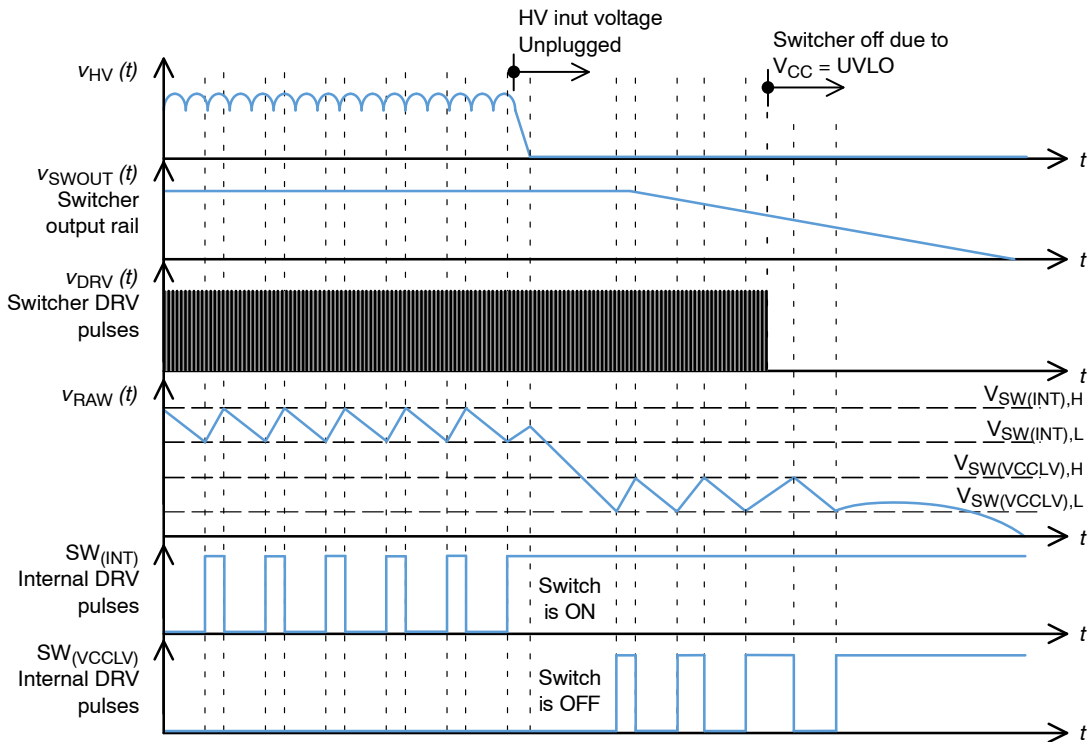 HV inut voltage
Unplugged
Switcher off due to
VCC = UVLO
vHV (t)
t
vSWOUT (t)
Switcher
output rail
t
vDRV (t)
Switcher DRV
pulses
t
vRAW (t)
VSW(INT),H
VSW(INT),L
VSW(VCCLV),H
VSW(VCCLV),L
t
SW(INT)
Internal DRV
pulses
Switch
is ON
t
SW(VCCLV)
Internal DRV
pulses
Switch
is OFF
t